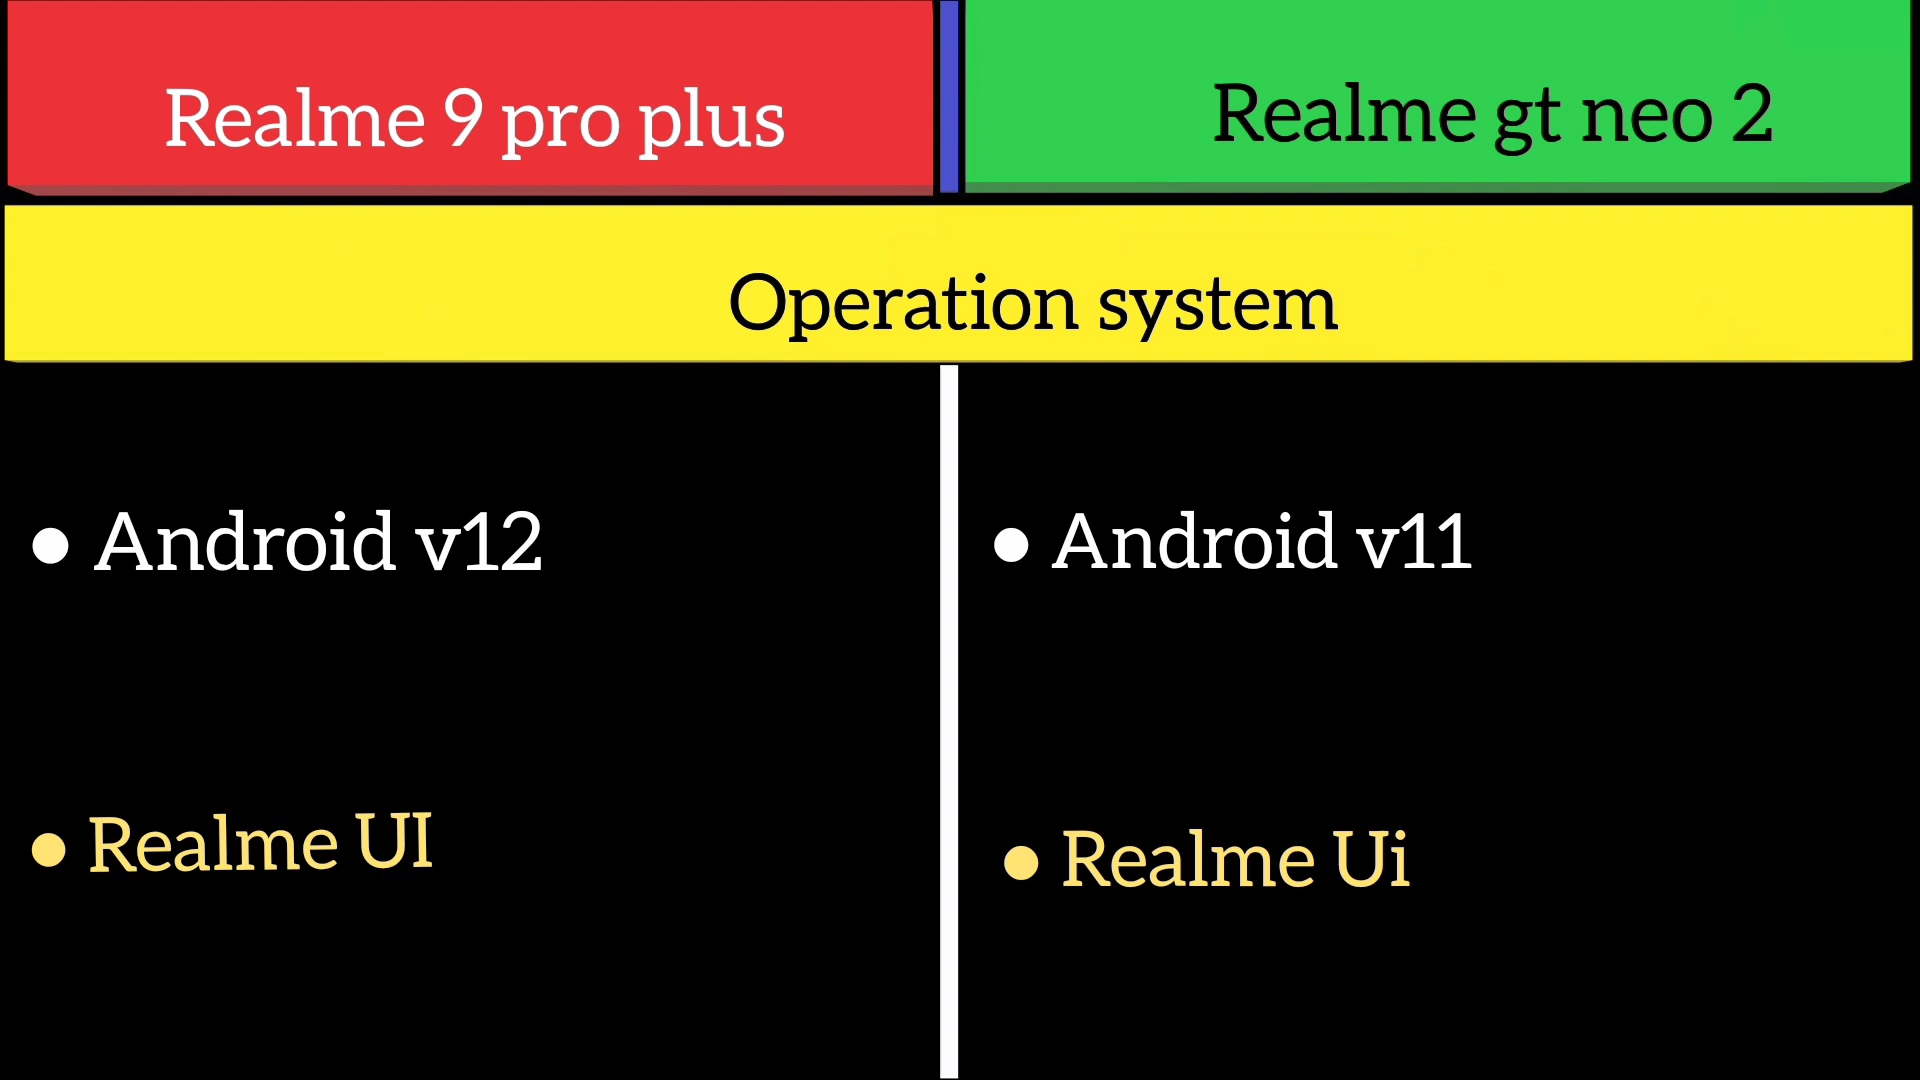 Realme 9 pro plus
Realme gt neo 2
Operation system
• Android v12
• Android v11
• Realme UI
• Realme Ui